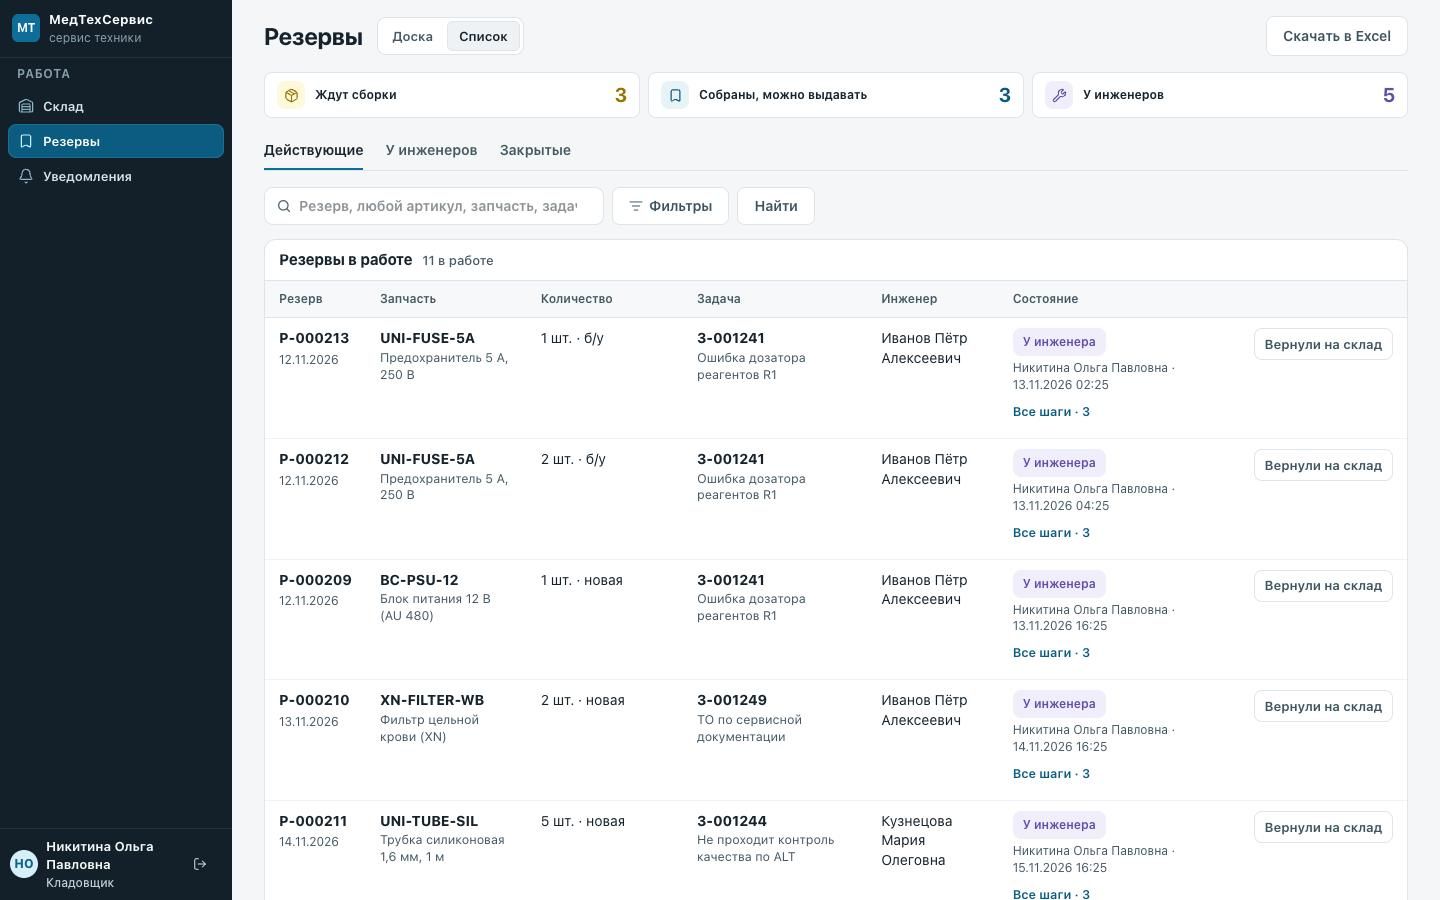 МТ
МедТехСервис
сервис техники
РАБОТА
Склад
Резервы
Уведомления
НО
Никитина Ольга
Павловна
Кладовщик
Резервы
Доска
Список
Скачать в Excel
Ждут сборки
3
Собраны, можно выдавать
3
У инженеров
5
Действующие
У инженеров
Закрытые
Резерв, любой артикул, запчасть, задач
Фильтры
Найти
Резервы в работе 11 в работе
Резерв Запчасть Количество Задача Инженер Состояние
Р-000213 UNI-FUSE-5A 1 шт. · б/у З-001241 Иванов Пётр У инженера Вернули на склад
12.11.2026 Предохранитель 5 А, Ошибка дозатора Алексеевич
250 В реагентов R1 Никитина Ольга Павловна ·
13.11.2026 02:25
Все шаги · 3
Р-000212 UNI-FUSE-5A 2 шт. · б/у З-001241 Иванов Пётр У инженера Вернули на склад
12.11.2026 Предохранитель 5 А, Ошибка дозатора Алексеевич
250 В реагентов R1 Никитина Ольга Павловна ·
13.11.2026 04:25
Все шаги · 3
Р-000209 BC-PSU-12 1 шт. · новая З-001241 Иванов Пётр У инженера Вернули на склад
12.11.2026 Блок питания 12 В Ошибка дозатора Алексеевич
(AU 480) реагентов R1 Никитина Ольга Павловна ·
13.11.2026 16:25
Все шаги · 3
Р-000210 XN-FILTER-WB 2 шт. · новая З-001249 Иванов Пётр У инженера Вернули на склад
13.11.2026 Фильтр цельной ТО по сервисной Алексеевич
крови (XN) документации Никитина Ольга Павловна ·
14.11.2026 16:25
Все шаги · 3
Р-000211 UNI-TUBE-SIL 5 шт. · новая З-001244 Кузнецова У инженера Вернули на склад
14.11.2026 Трубка силиконовая Не проходит контроль Мария
1,6 мм, 1 м качества по ALT Олеговна Никитина Ольга Павловна ·
15.11.2026 16:25
Все шаги · 3